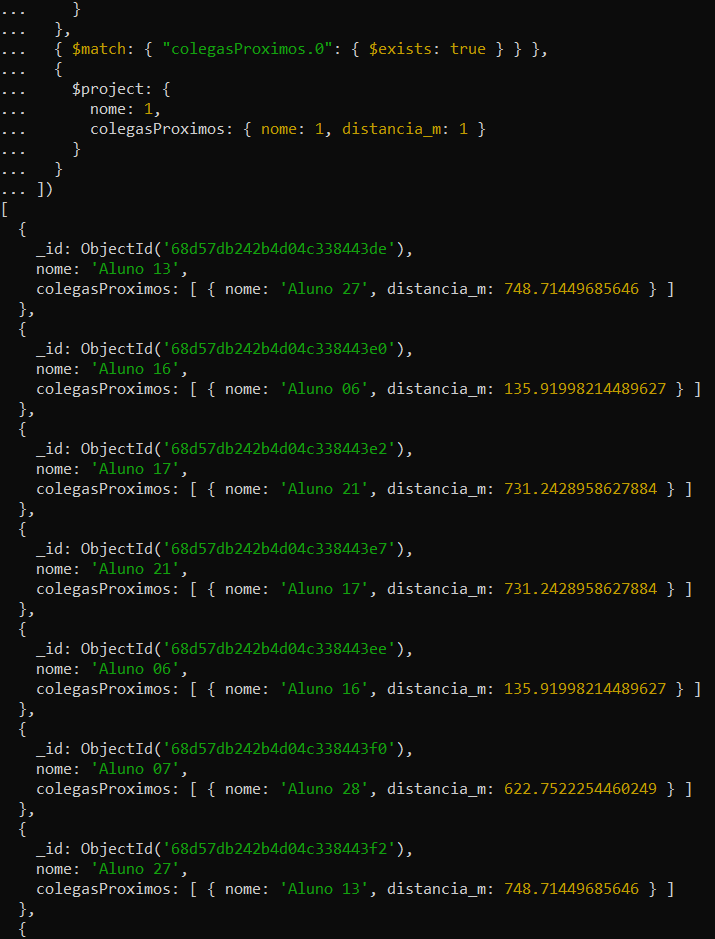 ...     }
...   },
...   { $match: { "colegasProximos.0": { $exists: true } } },
...   {
...     $project: {
...       nome: 1,
...       colegasProximos: { nome: 1, distancia_m: 1 }
...     }
...   }
... ])
[
  {
    _id: ObjectId('68d57db242b4d04c338443de'),
    nome: 'Aluno 13',
    colegasProximos: [ { nome: 'Aluno 27', distancia_m: 748.71449685646 } ]
  },
  {
    _id: ObjectId('68d57db242b4d04c338443e0'),
    nome: 'Aluno 16',
    colegasProximos: [ { nome: 'Aluno 06', distancia_m: 135.91998214489627 } ]
  },
  {
    _id: ObjectId('68d57db242b4d04c338443e2'),
    nome: 'Aluno 17',
    colegasProximos: [ { nome: 'Aluno 21', distancia_m: 731.2428958627884 } ]
  },
  {
    _id: ObjectId('68d57db242b4d04c338443e7'),
    nome: 'Aluno 21',
    colegasProximos: [ { nome: 'Aluno 17', distancia_m: 731.2428958627884 } ]
  },
  {
    _id: ObjectId('68d57db242b4d04c338443ee'),
    nome: 'Aluno 06',
    colegasProximos: [ { nome: 'Aluno 16', distancia_m: 135.91998214489627 } ]
  },
  {
    _id: ObjectId('68d57db242b4d04c338443f0'),
    nome: 'Aluno 07',
    colegasProximos: [ { nome: 'Aluno 28', distancia_m: 622.7522254460249 } ]
  },
  {
    _id: ObjectId('68d57db242b4d04c338443f2'),
    nome: 'Aluno 27',
    colegasProximos: [ { nome: 'Aluno 13', distancia_m: 748.71449685646 } ]
  },
  {